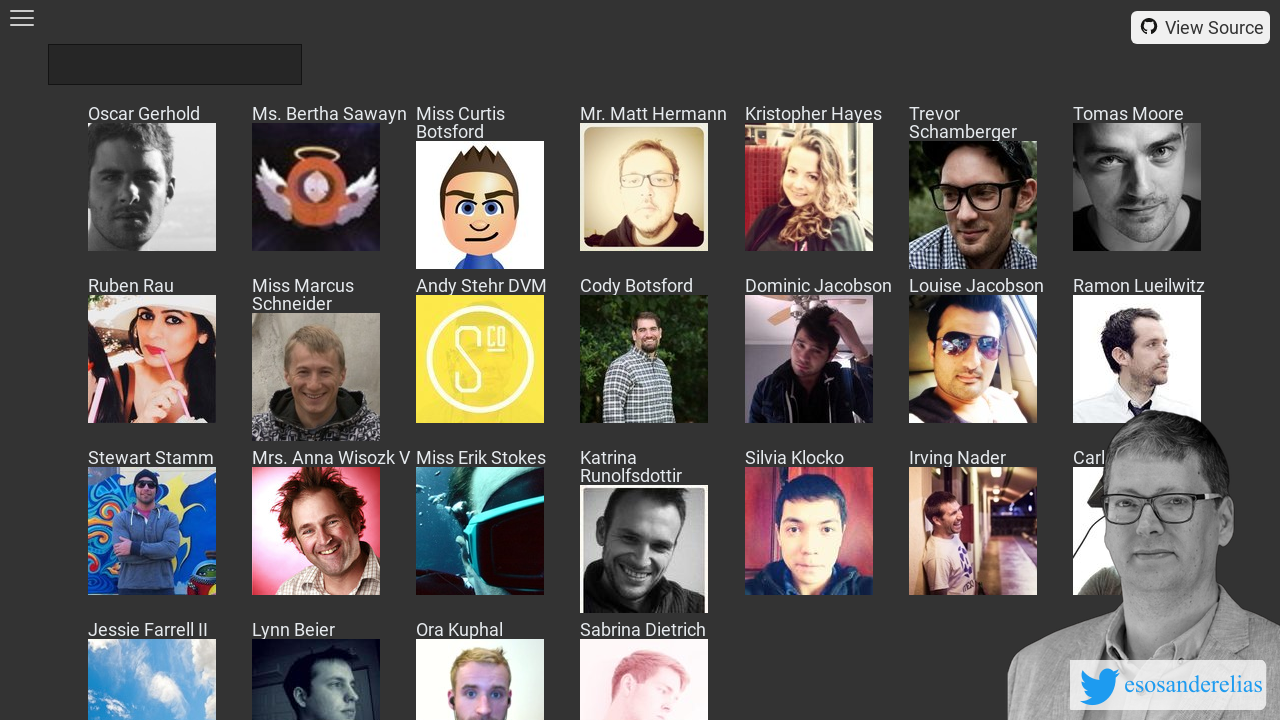 View Source
Oscar Gerhold
Ms. Bertha Sawayn
Miss Curtis
Botsford
Mr. Matt Hermann
Kristopher Hayes
Trevor
Schamberger
Tomas Moore
Ruben Rau
Miss Marcus
Schneider
Andy Stehr DVM
S CO
Cody Botsford
Dominic Jacobson
Louise Jacobson
Ramon Lueilwitz
Stewart Stamm
Mrs. Anna Wisozk V
Miss Erik Stokes
Katrina
Runolfsdottir
Silvia Klocko
Irving Nader
Carl
Jessie Farrell II
Lynn Beier
Ora Kuphal
Sabrina Dietrich
esosanderelias